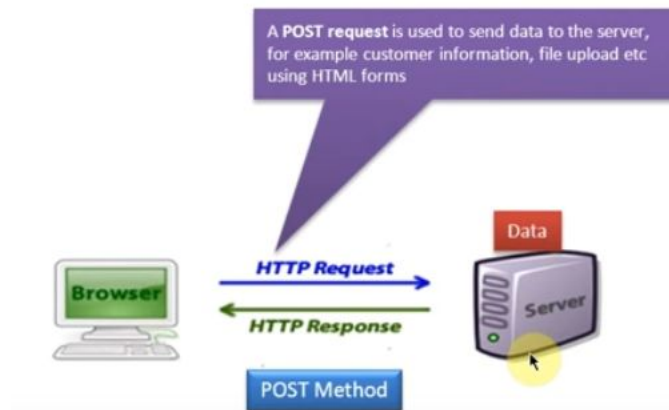 A POST request is used to send data to the server,
for example customer information, file upload etc
using HTML forms
Data
HTTP Request
Browser
Server
HTTP Response
POST Method